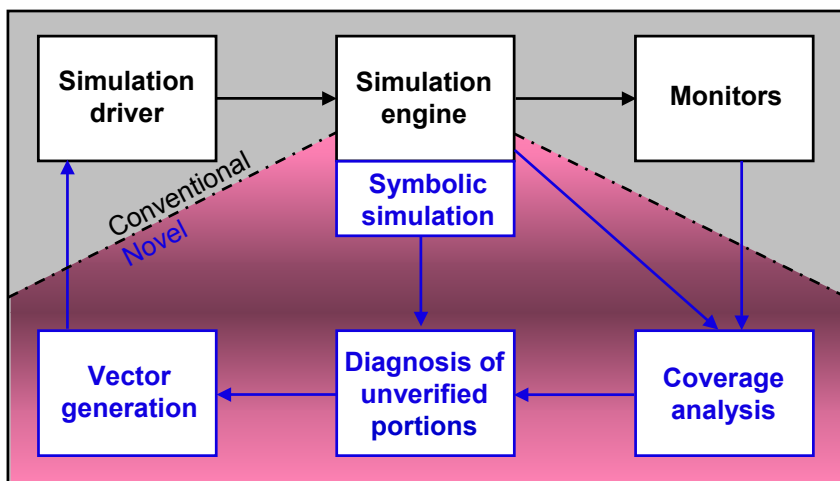 Simulation
driver
Simulation
engine
Monitors
Symbolic
simulation
Conventional
Novel
Vector
generation
Diagnosis of
unverified
portions
Coverage
analysis